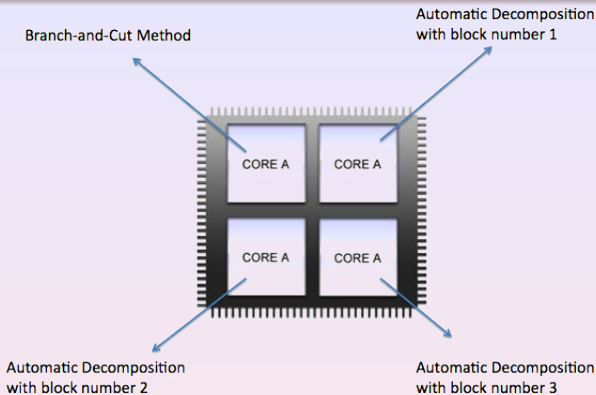 Branch-and-Cut Method
Automatic Decomposition
with block number 1
CORE A
CORE A
CORE A
CORE A
Automatic Decomposition
with block number 2
Automatic Decomposition
with block number 3